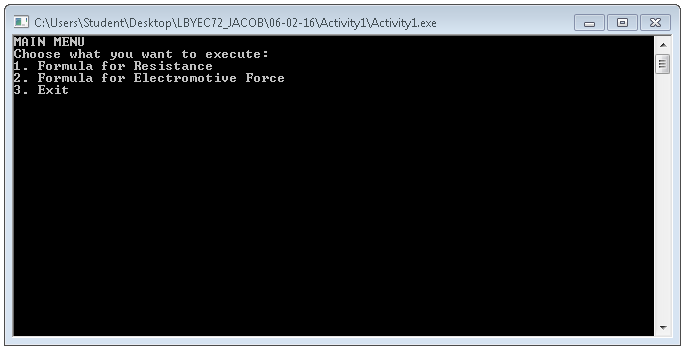 C:\Users\Student\Desktop\LBYEC72_JACOB\06-02-16\Activity1\Activity1.exe
MAIN MENU
Choose what you want to execute:
1. Formula for Resistance
2. Formula for Electromotive Force
3. Exit